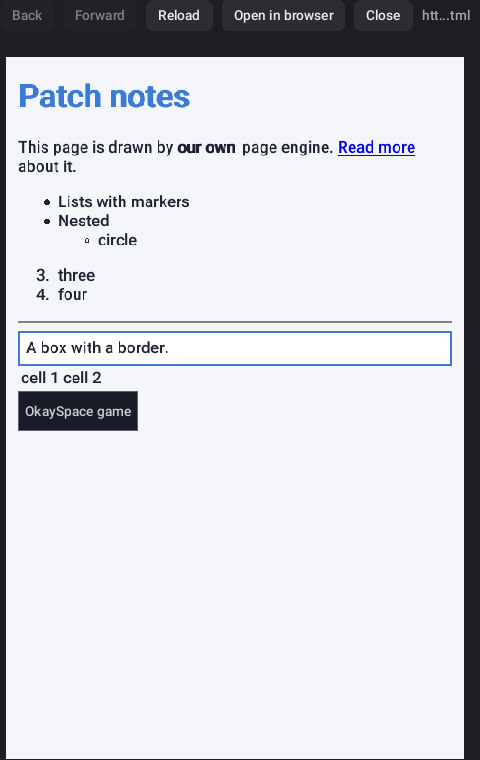 Back Forward Reload Open in browser Close htt...tml
Patch notes
This page is drawn by our own page engine. Read more
about it.
Lists with markers
Nested
circle
3. three
4. four
A box with a border.
cell 1 cell 2
OkaySpace game